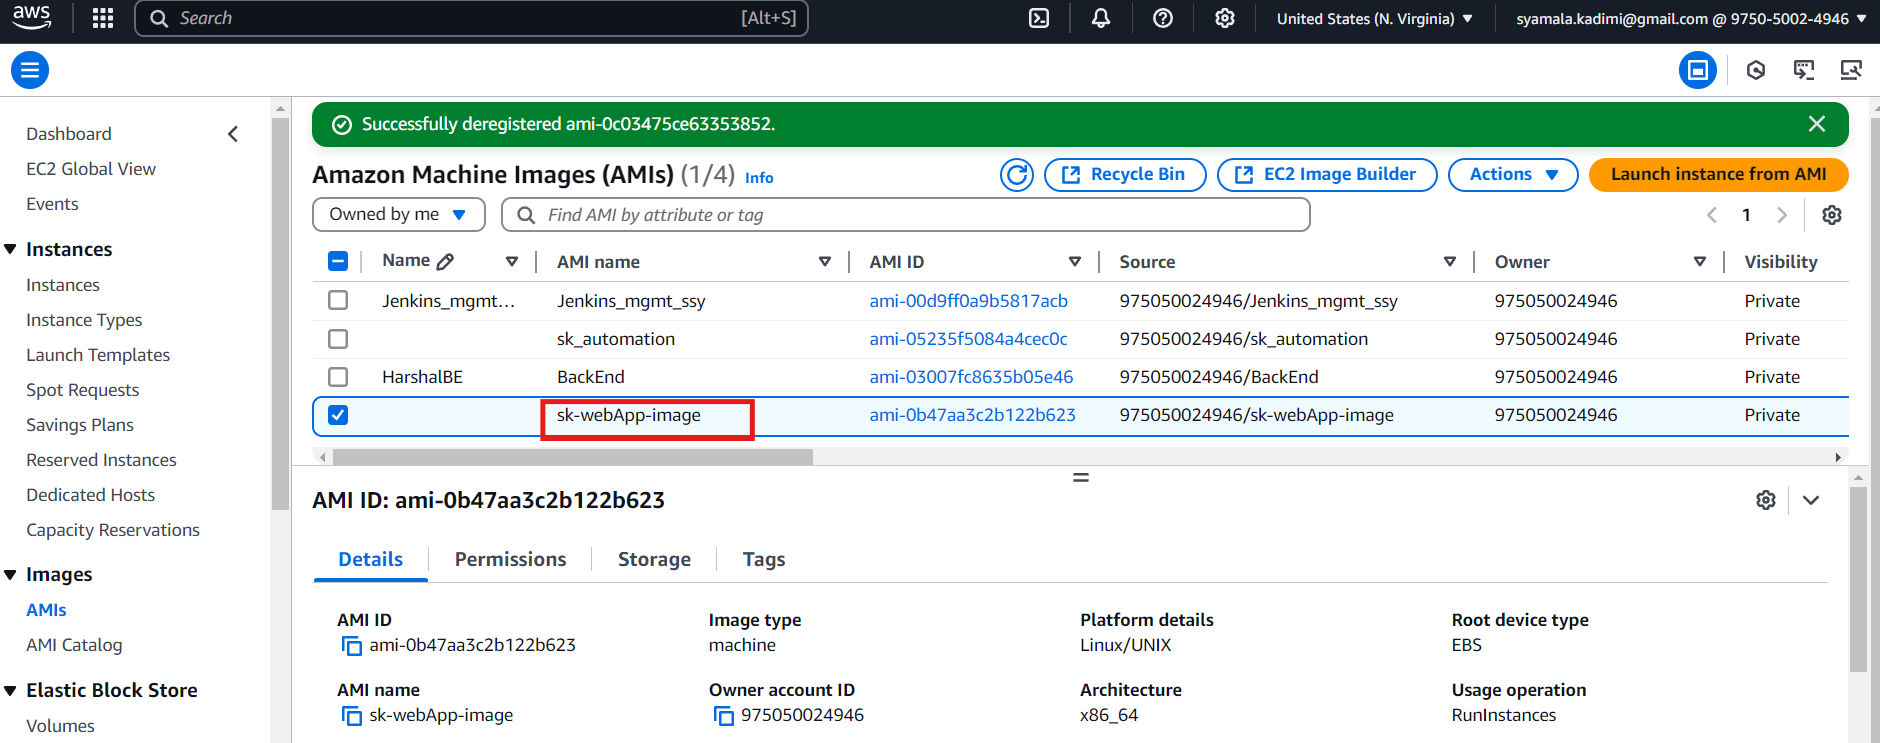 aws Search [Alt+S] United States (N. Virginia) syamala.kadimi@gmail.com @ 9750-5002-4946
Dashboard
EC2 Global View
Events
Instances
Instances
Instance Types
Launch Templates
Spot Requests
Savings Plans
Reserved Instances
Dedicated Hosts
Capacity Reservations
Images
AMIs
AMI Catalog
Elastic Block Store
Volumes
Successfully deregistered ami-0c03475ce63353852.
Amazon Machine Images (AMIs) (1/4) Info Recycle Bin EC2 Image Builder Actions Launch instance from AMI
Owned by me Find AMI by attribute or tag 1
Name AMI name AMI ID Source Owner Visibility
Jenkins_mgmt... Jenkins_mgmt_ssy ami-00d9ff0a9b5817acb 975050024946/Jenkins_mgmt_ssy 975050024946 Private
sk_automation ami-05235f5084a4cec0c 975050024946/sk_automation 975050024946 Private
HarshalBE BackEnd ami-03007fc8635b05e46 975050024946/BackEnd 975050024946 Private
sk-webApp-image ami-0b47aa3c2b122b623 975050024946/sk-webApp-image 975050024946 Private
AMI ID: ami-0b47aa3c2b122b623
Details Permissions Storage Tags
AMI ID Image type Platform details Root device type
ami-0b47aa3c2b122b623 machine Linux/UNIX EBS
AMI name Owner account ID Architecture Usage operation
sk-webApp-image 975050024946 x86_64 RunInstances